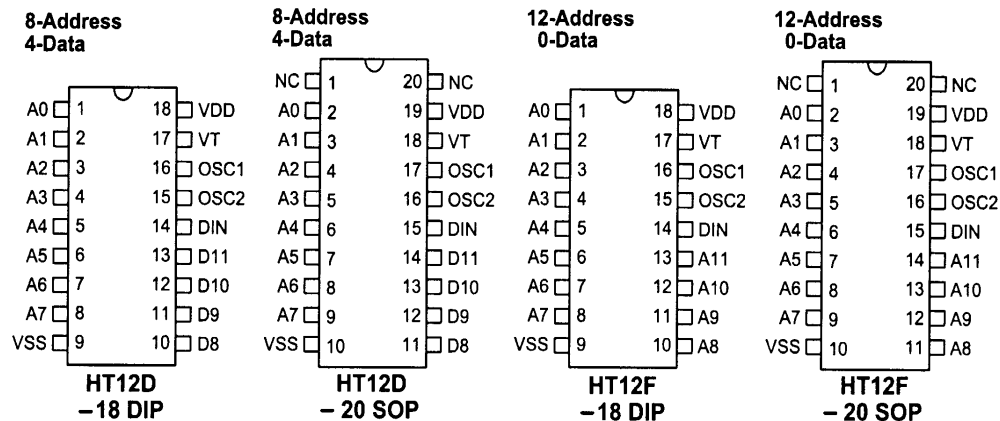 8-Address
4-Data
A0 1 18 VDD
A1 2 17 VT
A2 3 16 OSC1
A3 4 15 OSC2
A4 5 14 DIN
A5 6 13 D11
A6 7 12 D10
A7 8 11 D9
VSS 9 10 D8
HT12D
–18 DIP
8-Address
4-Data
NC 1 20 NC
A0 2 19 VDD
A1 3 18 VT
A2 4 17 OSC1
A3 5 16 OSC2
A4 6 15 DIN
A5 7 14 D11
A6 8 13 D10
A7 9 12 D9
VSS 10 11 D8
HT12D
– 20 SOP
12-Address
0-Data
A0 1 18 VDD
A1 2 17 VT
A2 3 16 OSC1
A3 4 15 OSC2
A4 5 14 DIN
A5 6 13 A11
A6 7 12 A10
A7 8 11 A9
VSS 9 10 A8
HT12F
–18 DIP
12-Address
0-Data
NC 1 20 NC
A0 2 19 VDD
A1 3 18 VT
A2 4 17 OSC1
A3 5 16 OSC2
A4 6 15 DIN
A5 7 14 A11
A6 8 13 A10
A7 9 12 A9
VSS 10 11 A8
HT12F
– 20 SOP